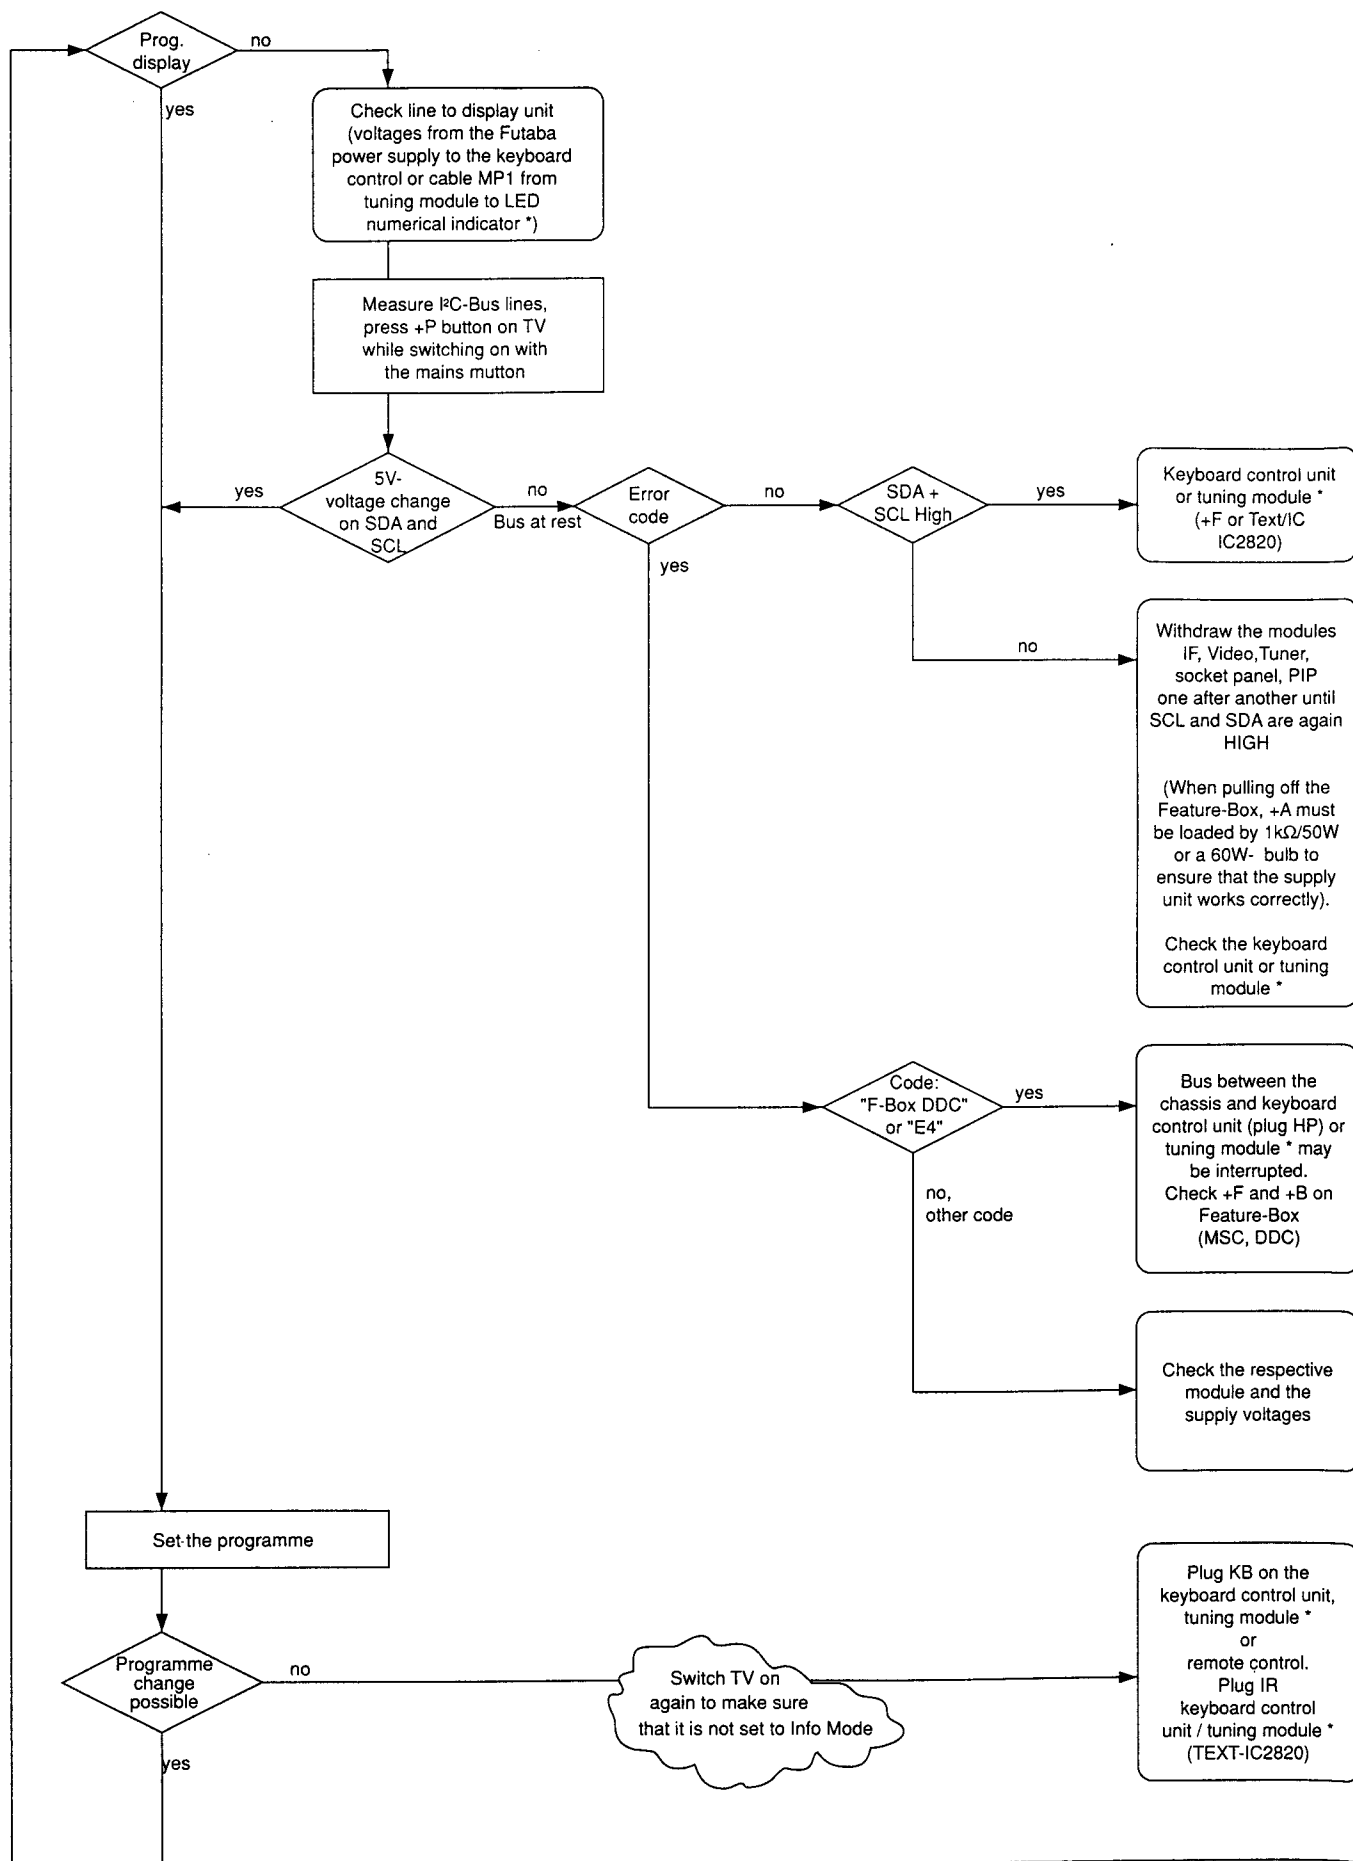 Prog.
display
no
yes
Check line to display unit
(voltages from the Futaba
power supply to the keyboard
control or cable MP1 from
tuning module to LED
numerical indicator *)
Measure I²C-Bus lines,
press +P button on TV
while switching on with
the mains mutton
5V-
voltage change
on SDA and
SCL
yes
no
Bus at rest
Error
code
no
yes
SDA +
SCL High
yes
no
Keyboard control unit
or tuning module *
(+F or Text/IC
IC2820)
Withdraw the modules
IF, Video,Tuner,
socket panel, PIP
one after another until
SCL and SDA are again
HIGH
(When pulling off the
Feature-Box, +A must
be loaded by 1kΩ/50W
or a 60W- bulb to
ensure that the supply
unit works correctly).
Check the keyboard
control unit or tuning
module *
Code:
"F-Box DDC"
or "E4"
yes
no,
other code
Bus between the
chassis and keyboard
control unit (plug HP) or
tuning module * may
be interrupted.
Check +F and +B on
Feature-Box
(MSC, DDC)
Check the respective
module and the
supply voltages
Set the programme
Programme
change
possible
no
yes
Switch TV on
again to make sure
that it is not set to Info Mode
Plug KB on the
keyboard control unit,
tuning module *
or
remote control.
Plug IR
keyboard control
unit / tuning module *
(TEXT-IC2820)